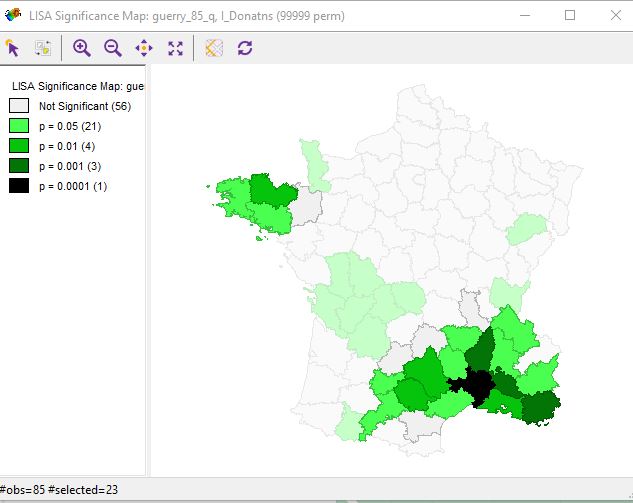 LISA Significance Map: guerry_85_q, I_Donatns (99999 perm)
LISA Significance Map: guer
Not Significant (56)
p = 0.05 (21)
p = 0.01 (4)
p = 0.001 (3)
p = 0.0001 (1)
#obs=85 #selected=23